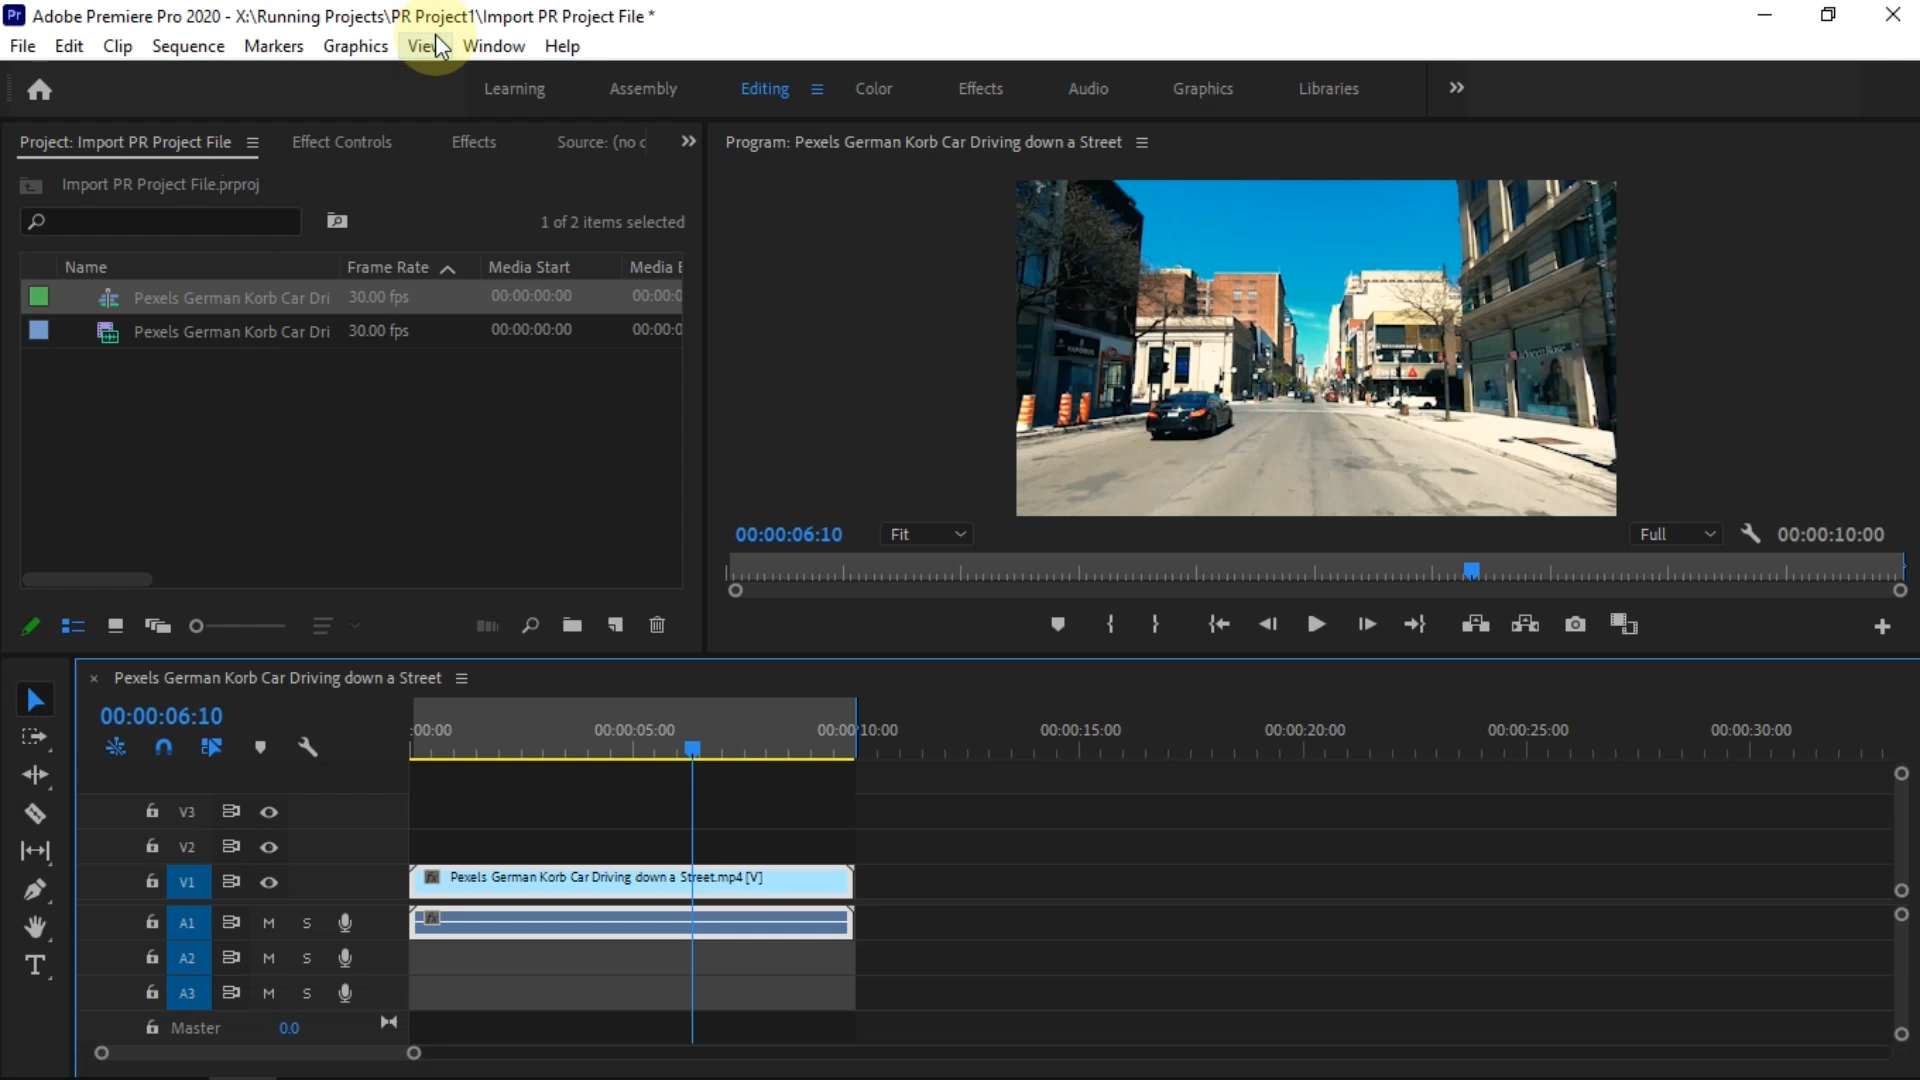 Pr Adobe Premiere Pro 2020 - X:\Running Projects\PR Project1\Import PR Project File *
File Edit Clip Sequence Markers Graphics View Window Help
Learning Assembly Editing Color Effects Audio Graphics Libraries
Project: Import PR Project File Effect Controls Effects Source: (no c
Program: Pexels German Korb Car Driving down a Street
Import PR Project File.prproj
1 of 2 items selected
Name Frame Rate Media Start Media E
Pexels German Korb Car Dri 30.00 fps 00:00:00:00 00:00:0
Pexels German Korb Car Dri 30.00 fps 00:00:00:00 00:00:0
00:00:06:10 Fit Full 00:00:10:00
× Pexels German Korb Car Driving down a Street
00:00:06:10
:00:00 00:00:05:00 00:00:10:00 00:00:15:00 00:00:20:00 00:00:25:00 00:00:30:00
V3
V2
V1 fx Pexels German Korb Car Driving down a Street.mp4 [V]
A1 M S fx
A2 M S
A3 M S
Master 0.0